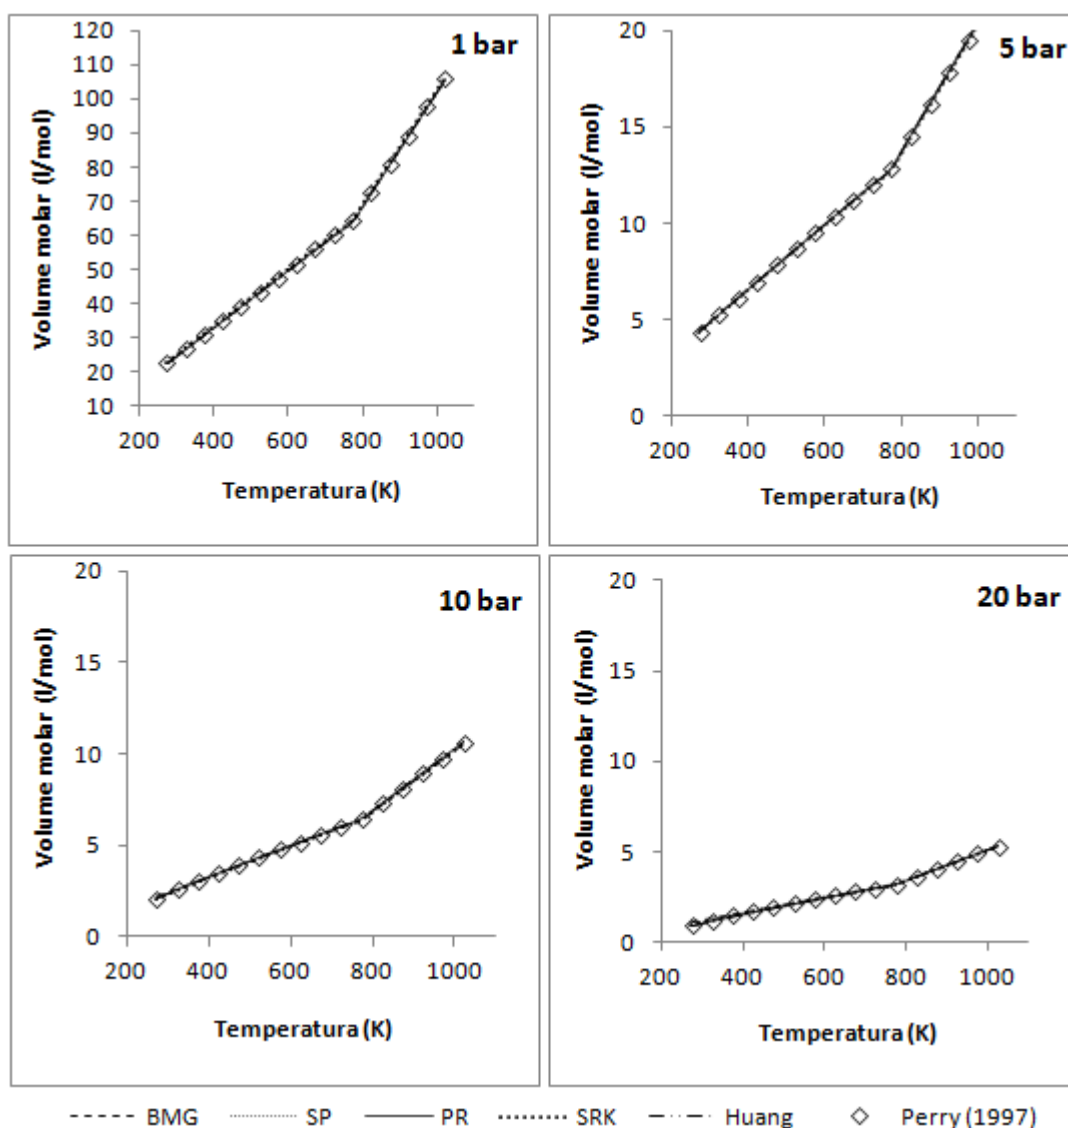 1 bar
120
110
100
90
80
70
60
50
40
30
20
10
Volume molar (l/mol)
200 400 600 800 1000
Temperatura (K)
5 bar
20
15
10
5
0
Volume molar (l/mol)
200 400 600 800 1000
Temperatura (K)
10 bar
20
15
10
5
0
Volume molar (l/mol)
200 400 600 800 1000
Temperatura (K)
20 bar
20
15
10
5
0
Volume molar (l/mol)
200 400 600 800 1000
Temperatura (K)
BMG SP PR SRK Huang Perry (1997)